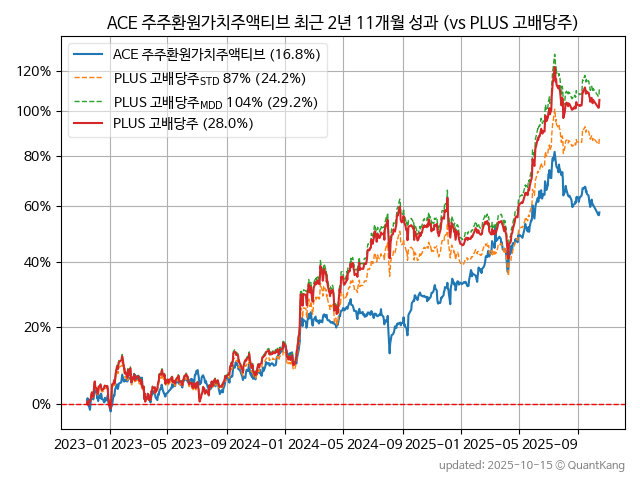 ACE 주주환원가치주액티브 최근 2년 11개월 성과 (vs PLUS 고배당주)
ACE 주주환원가치주액티브 (16.8%)
PLUS 고배당주STD 87% (24.2%)
PLUS 고배당주MDD 104% (29.2%)
PLUS 고배당주 (28.0%)
120%
100%
80%
60%
40%
20%
0%
2023-01 2023-05 2023-09 2024-01 2024-05 2024-09 2025-01 2025-05 2025-09
updated: 2025-10-15 © QuantKang